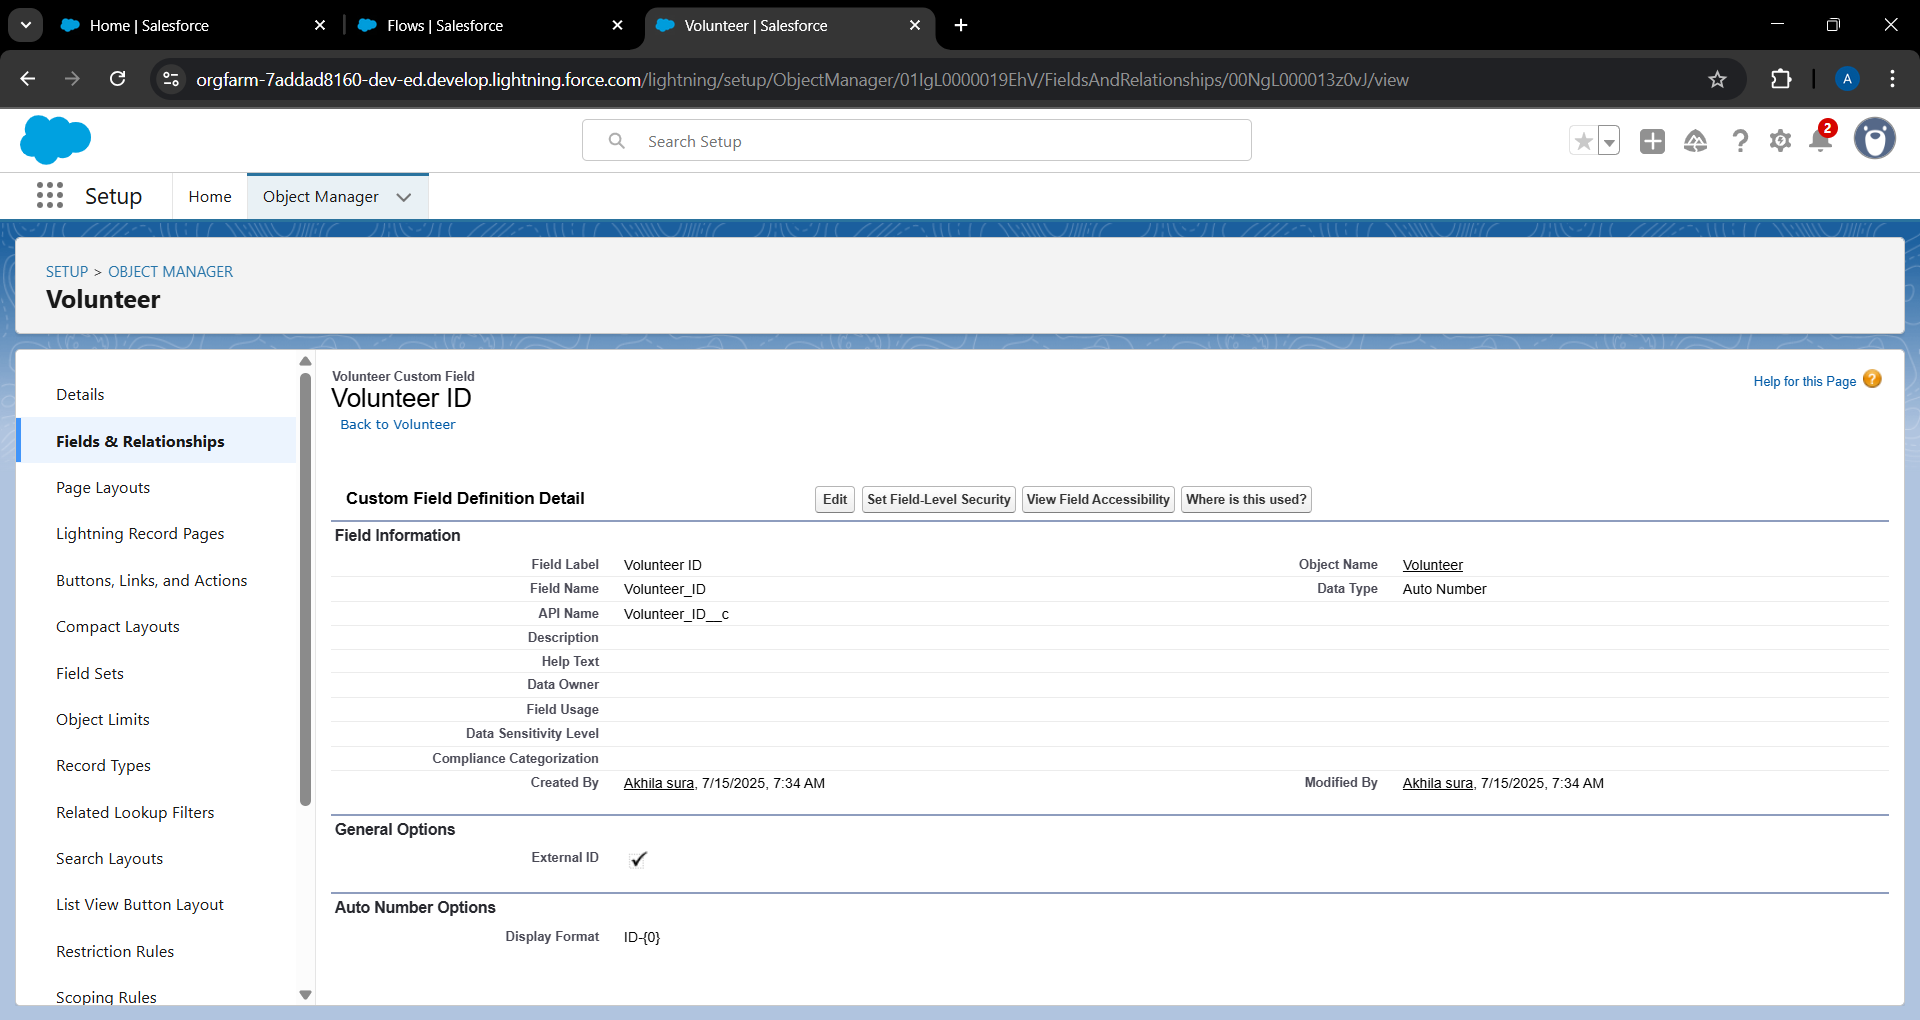 Home | Salesforce
Flows | Salesforce
Volunteer | Salesforce
orgfarm-7addad8160-dev-ed.develop.lightning.force.com/lightning/setup/ObjectManager/01IgL0000019EhV/FieldsAndRelationships/00NgL000013z0vJ/view
A
Search Setup
2
Setup
Home
Object Manager
SETUP > OBJECT MANAGER
Volunteer
Details
Fields & Relationships
Page Layouts
Lightning Record Pages
Buttons, Links, and Actions
Compact Layouts
Field Sets
Object Limits
Record Types
Related Lookup Filters
Search Layouts
List View Button Layout
Restriction Rules
Scoping Rules
Volunteer Custom Field
Volunteer ID
Back to Volunteer
Help for this Page ?
Custom Field Definition Detail
Edit
Set Field-Level Security
View Field Accessibility
Where is this used?
Field Information
Field Label Volunteer ID Object Name Volunteer
Field Name Volunteer_ID Data Type Auto Number
API Name Volunteer_ID__c
Description
Help Text
Data Owner
Field Usage
Data Sensitivity Level
Compliance Categorization
Created By Akhila sura, 7/15/2025, 7:34 AM Modified By Akhila sura, 7/15/2025, 7:34 AM
General Options
External ID
Auto Number Options
Display Format ID-{0}